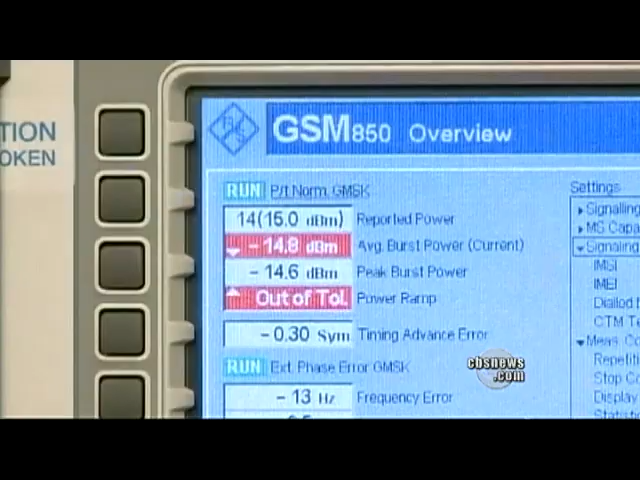 TION
OKEN
R S
GSM850 Overview
RUN P/t Norm. GMSK
14(15.0 dBm) Reported Power
- 14.8 dBm Avg. Burst Power (Current)
- 14.6 dBm Peak Burst Power
Out of Tol. Power Ramp
- 0.30 Sym Timing Advance Error
RUN Ext. Phase Error GMSK
- 13 Hz Frequency Error
Settings
Signalling
MS Capa
Signaling
IMSI
IMEI
Dialled
CTM Te
Meas. Co
Repetiti
Stop Co
Display
Statistic
cbsnews
.com